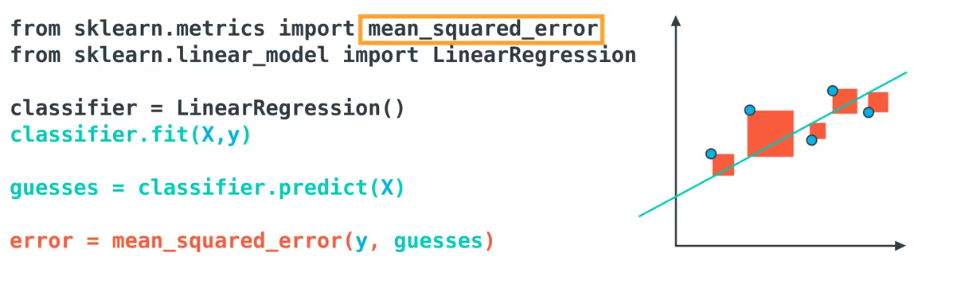 from sklearn.metrics import mean_squared_error
from sklearn.linear_model import LinearRegression
classifier = LinearRegression()
classifier.fit(X,y)
guesses = classifier.predict(X)
error = mean_squared_error(y, guesses)